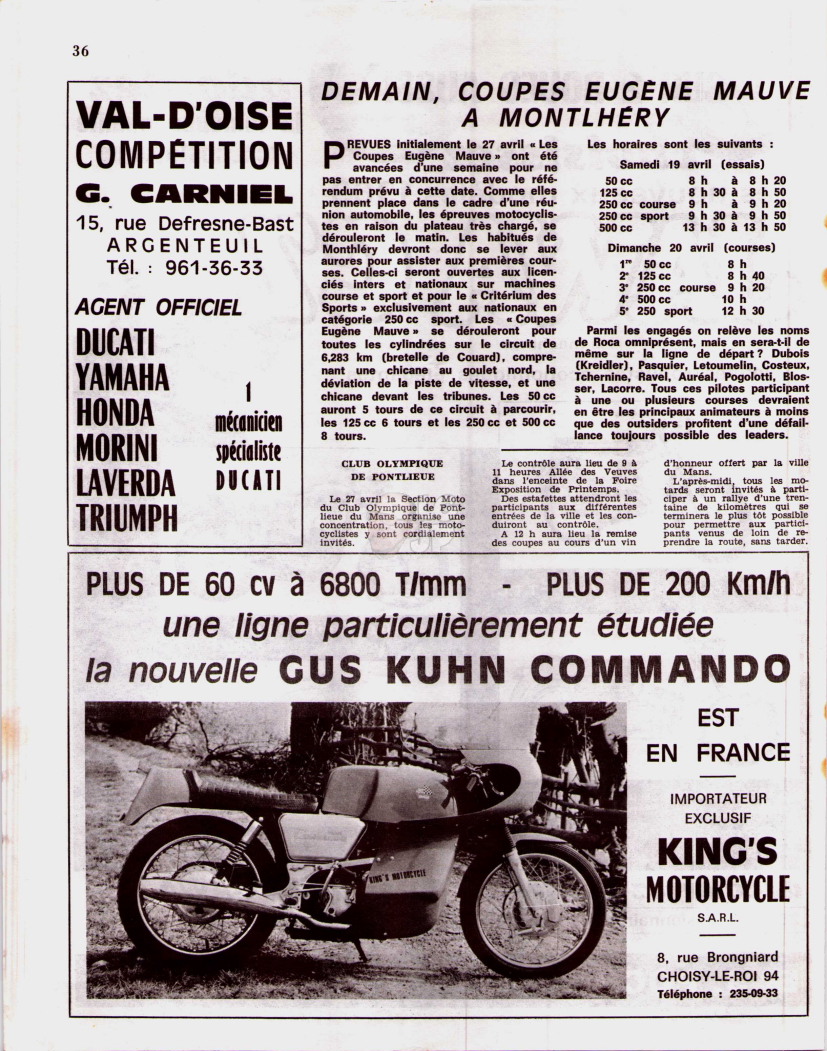 36
VAL-D'OISE
COMPÉTITION
G. CARNIEL
15, rue Defresne-Bast
ARGENTEUIL
Tél. : 961-36-33
AGENT OFFICIEL
DUCATI
YAMAHA
HONDA
MORINI
LAVERDA
TRIUMPH
1
mécanicien
spécialiste
DUCATI
DEMAIN, COUPES EUGÈNE MAUVE
A MONTLHÉRY
PREVUES initialement le 27 avril « Les
Coupes Eugène Mauve » ont été
avancées d'une semaine pour ne
pas entrer en concurrence avec le réfé-
rendum prévu à cette date. Comme elles
prennent place dans le cadre d'une réu-
nion automobile, les épreuves motocyclis-
tes en raison du plateau très chargé, se
dérouleront le matin. Les habitués de
Monthléry devront donc se lever aux
aurores pour assister aux premières cour-
ses. Celles-ci seront ouvertes aux licen-
ciés inters et nationaux sur machines
course et sport et pour le « Critérium des
Sports » exclusivement aux nationaux en
catégorie 250 cc sport. Les « Coupes
Eugène Mauve » se dérouleront pour
toutes les cylindrées sur le circuit de
6,283 km (bretelle de Couard), compre-
nant une chicane au goulet nord, la
déviation de la piste de vitesse, et une
chicane devant les tribunes. Les 50 cc
auront 5 tours de ce circuit à parcourir,
les 125 cc 6 tours et les 250 cc et 500 cc
8 tours.
Les horaires sont les suivants :
Samedi 19 avril (essais)
50 cc 8 h à 8 h 20
125 cc 8 h 30 à 8 h 50
250 cc course 9 h à 9 h 20
250 cc sport 9 h 30 à 9 h 50
500 cc 13 h 30 à 13 h 50
Dimanche 20 avril (courses)
1re 50 cc 8 h
2e 125 cc 8 h 40
3e 250 cc course 9 h 20
4e 500 cc 10 h
5e 250 sport 12 h 30
Parmi les engagés on relève les noms
de Roca omniprésent, mais en sera-t-il de
même sur la ligne de départ ? Dubois
(Kreidler), Pasquier, Letoumelin, Costeux,
Tchernine, Ravel, Auréal, Pogolotti, Blos-
ser, Lacorre. Tous ces pilotes participant
à une ou plusieurs courses devraient
en être les principaux animateurs à moins
que des outsiders profitent d'une défail-
lance toujours possible des leaders.
CLUB OLYMPIQUE
DE PONTLIEUE
Le 27 avril la Section Moto
du Club Olympique de Pont-
lieue du Mans organise une
concentration, tous les moto-
cyclistes y sont cordialement
invités.
Le contrôle aura lieu de 9 à
11 heures Allée des Veuves
dans l'enceinte de la Foire
Exposition de Printemps.
Des estafettes attendront les
participants aux différentes
entrées de la ville et les con-
duiront au contrôle.
A 12 h aura lieu la remise
des coupes au cours d'un vin
d'honneur offert par la ville
du Mans.
L'après-midi, tous les mo-
tards seront invités à parti-
ciper à un rallye d'une tren-
taine de kilomètres qui se
terminera le plus tôt possible
pour permettre aux partici-
pants venus de loin de re-
prendre la route, sans tarder.
PLUS DE 60 cv à 6800 T/mm - PLUS DE 200 Km/h
une ligne particulièrement étudiée
la nouvelle GUS KUHN COMMANDO
KING'S MOTORCYCLE
EST
EN FRANCE
IMPORTATEUR
EXCLUSIF
KING'S
MOTORCYCLE
S.A.R.L.
8, rue Brongniard
CHOISY-LE-ROI 94
Téléphone : 235-09-33